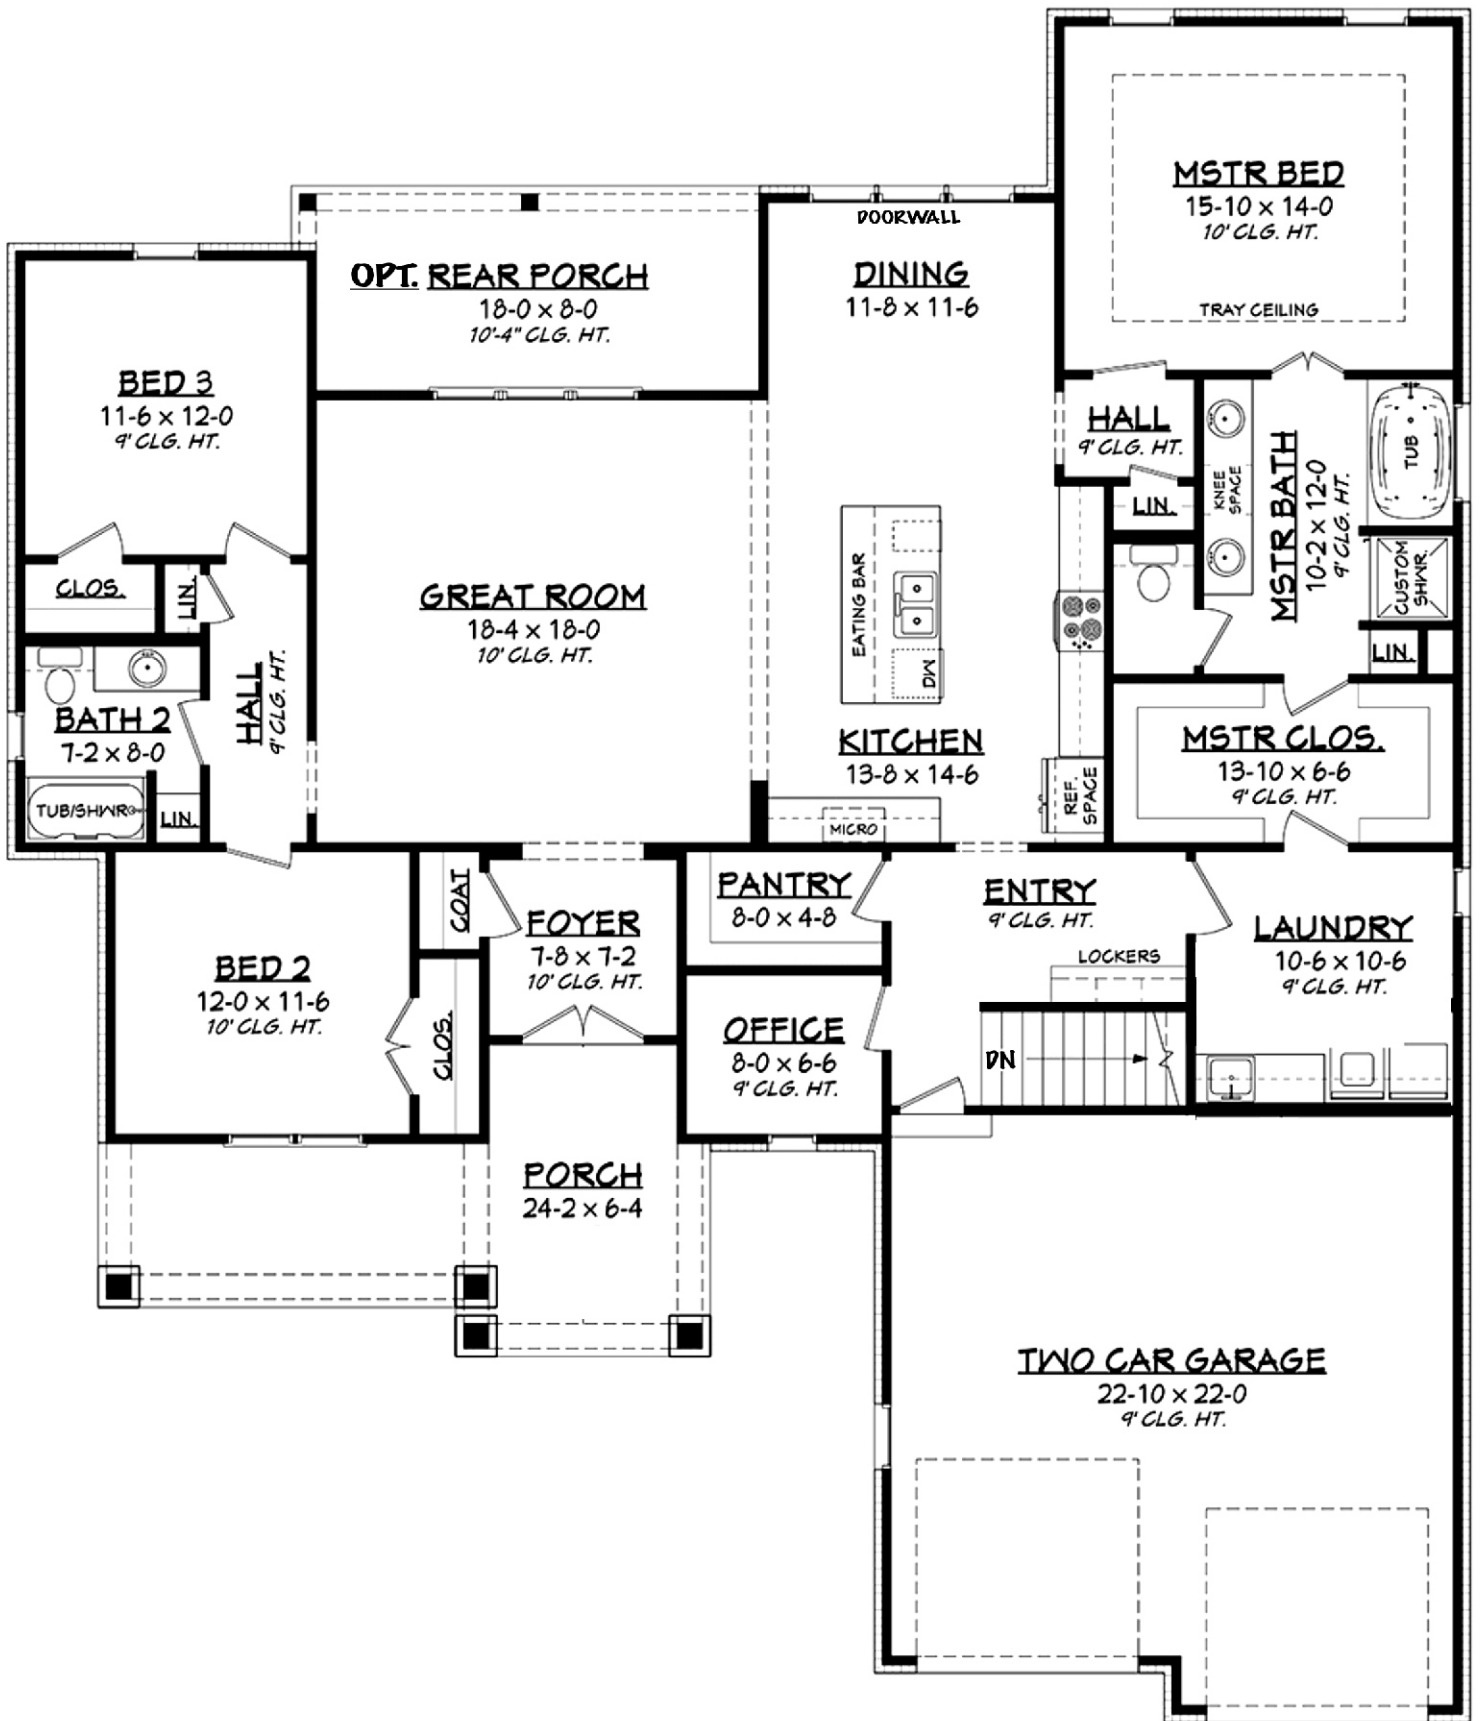 MSTR BED
15-10 x 14-0
10' CLG. HT.
TRAY CEILING
DOORWALL
OPT. REAR PORCH
18-0 x 8-0
10'-4" CLG. HT.
DINING
11-8 x 11-6
BED 3
11-6 x 12-0
9' CLG. HT.
HALL
9' CLG. HT.
LIN.
KNEE
SPACE
MSTR BATH
10-2 x 12-0
9' CLG. HT.
TUB
CUSTOM
SHWR.
LIN.
CLOS.
LIN.
GREAT ROOM
18-4 x 18-0
10' CLG. HT.
EATING BAR
DW
KITCHEN
13-8 x 14-6
REF.
SPACE
MICRO
MSTR CLOS.
13-10 x 6-6
9' CLG. HT.
HALL
9' CLG. HT.
BATH 2
7-2 x 8-0
TUB/SHWR
LIN.
COAT
FOYER
7-8 x 7-2
10' CLG. HT.
PANTRY
8-0 x 4-8
ENTRY
9' CLG. HT.
LOCKERS
LAUNDRY
10-6 x 10-6
9' CLG. HT.
BED 2
12-0 x 11-6
10' CLG. HT.
CLOS.
OFFICE
8-0 x 6-6
9' CLG. HT.
DN
PORCH
24-2 x 6-4
TWO CAR GARAGE
22-10 x 22-0
9' CLG. HT.